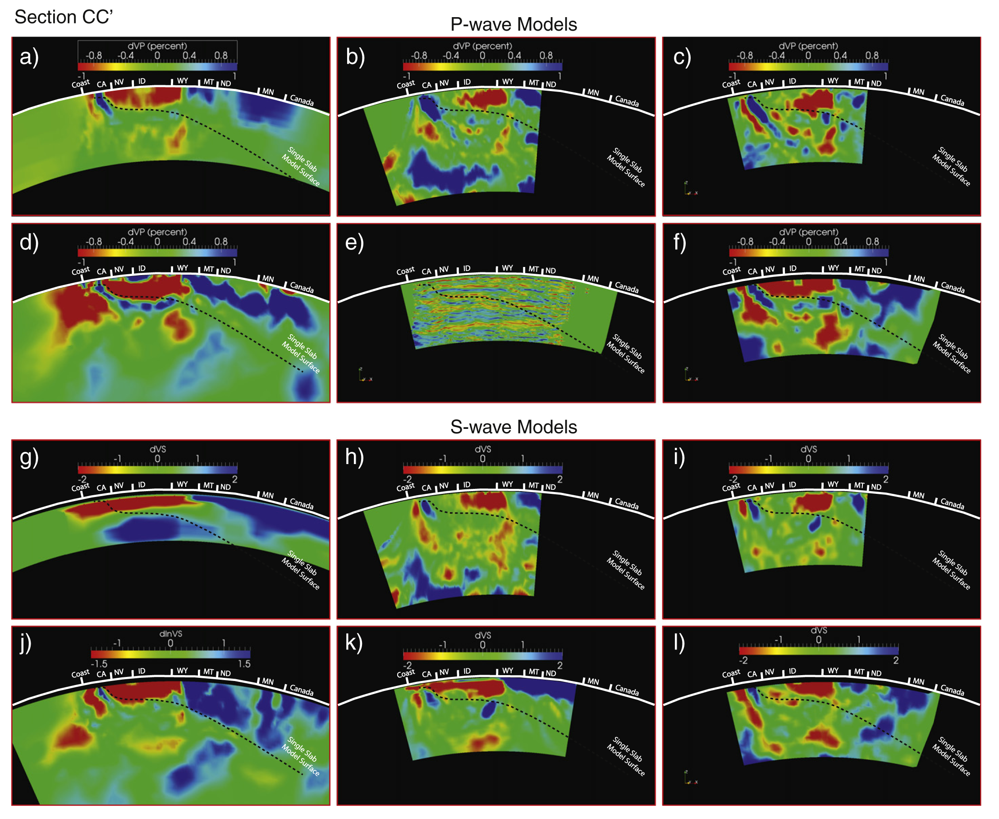 Section CC’
P-wave Models
a)
dVP (percent)
-0.8 -0.4 0 0.4 0.8
-1 1
Coast CA NV ID WY MT ND MN Canada
Single Slab
Model Surface
b)
dVP (percent)
-0.8 -0.4 0 0.4 0.8
-1 1
Coast CA NV ID WY MT ND MN Canada
Single Slab
Model Surface
c)
dVP (percent)
-0.8 -0.4 0 0.4 0.8
-1 1
Coast CA NV ID WY MT ND MN Canada
Single Slab
Model Surface
d)
dVP (percent)
-0.8 -0.4 0 0.4 0.8
-1 1
Coast CA NV ID WY MT ND MN Canada
Single Slab
Model Surface
e)
Coast CA NV ID WY MT ND MN Canada
Single Slab
Model Surface
f)
dVP (percent)
-0.8 -0.4 0 0.4 0.8
-1 1
Coast CA NV ID WY MT ND MN Canada
Single Slab
Model Surface
S-wave Models
g)
dVS
-1 0 1
-2 2
Coast CA NV ID WY MT ND MN Canada
Single Slab
Model Surface
h)
dVS
-1 0 1
-2 2
Coast CA NV ID WY MT ND MN Canada
Single Slab
Model Surface
i)
dVS
-1 0 1
-2 2
Coast CA NV ID WY MT ND MN Canada
Single Slab
Model Surface
j)
dlnVS
-1 0 1
-1.5 1.5
Coast CA NV ID WY MT ND MN Canada
Single Slab
Model Surface
k)
dVS
-1 0 1
-2 2
Coast CA NV ID WY MT ND MN Canada
Single Slab
Model Surface
l)
dVS
-1 0 1
-2 2
Coast CA NV ID WY MT ND MN Canada
Single Slab
Model Surface